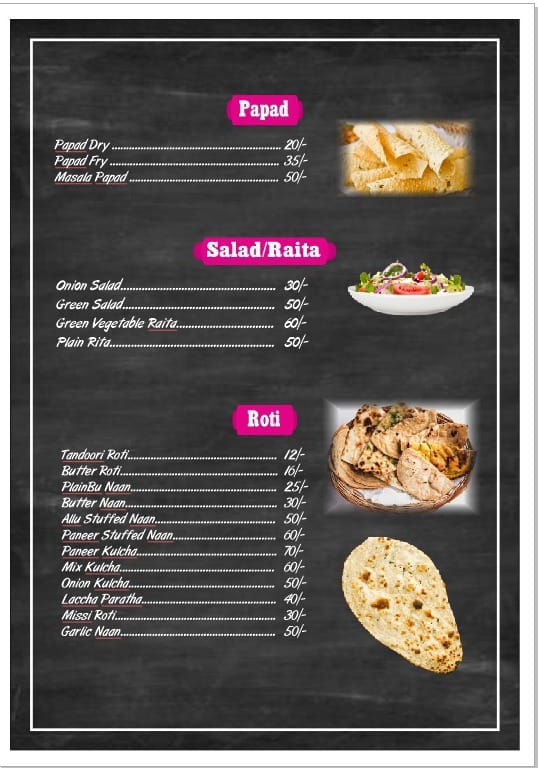 Papad
Papad Dry ........................................................ 20/-
Papad Fry ........................................................ 35/-
Masala Papad .................................................. 50/-
Salad/Raita
Onion Salad.................................................... 30/-
Green Salad.................................................... 50/-
Green Vegetable Raita................................ 60/-
Plain Rita........................................................ 50/-
Roti
Tandoori Roti................................................. 12/-
Butter Roti.................................................... 16/-
PlainBu Naan................................................. 25/-
Butter Naan................................................... 30/-
Allu Stuffed Naan........................................ 50/-
Paneer Stuffed Naan................................... 60/-
Paneer Kulcha............................................... 70/-
Mix Kulcha..................................................... 60/-
Onion Kulcha................................................. 50/-
Laccha Paratha............................................. 40/-
Missi Roti...................................................... 30/-
Garlic Naan.................................................... 50/-